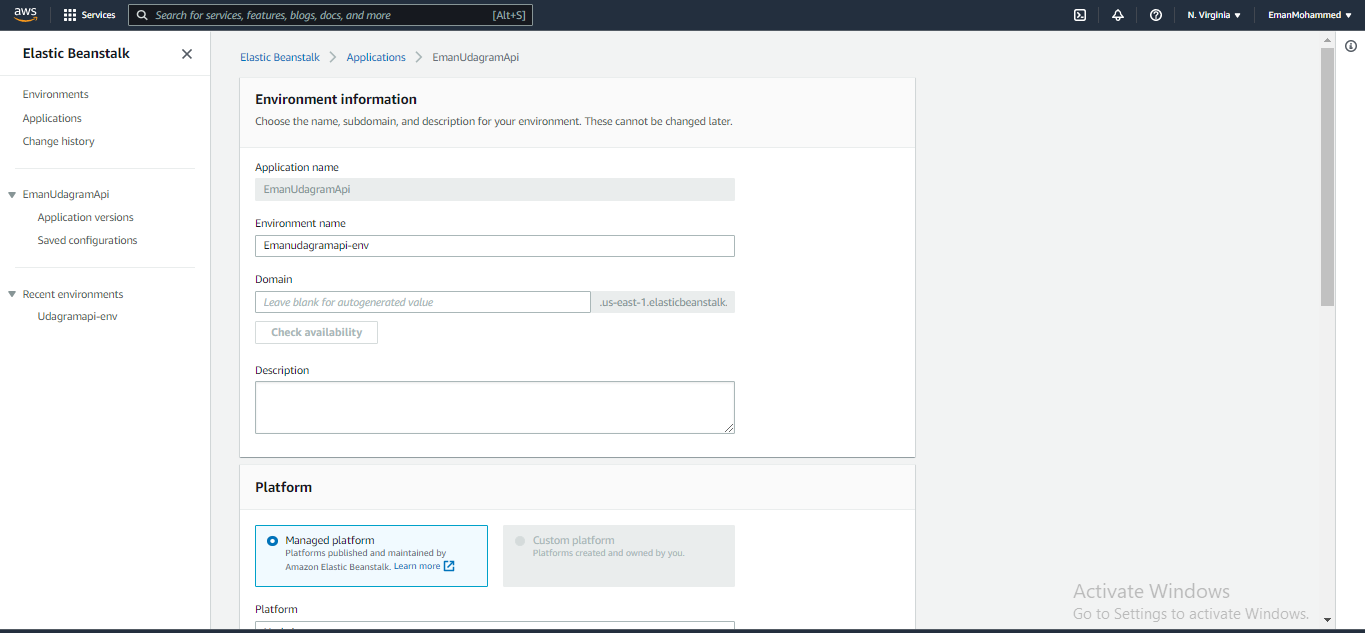 aws
Services
Search for services, features, blogs, docs, and more
[Alt+S]
N. Virginia
EmanMohammed
Elastic Beanstalk
Environments
Applications
Change history
EmanUdagramApi
Application versions
Saved configurations
Recent environments
Udagramapi-env
Elastic Beanstalk
Applications
EmanUdagramApi
Environment information
Choose the name, subdomain, and description for your environment. These cannot be changed later.
Application name
EmanUdagramApi
Environment name
Emanudagramapi-env
Domain
Leave blank for autogenerated value
.us-east-1.elasticbeanstalk.
Check availability
Description
Platform
Managed platform
Platforms published and maintained by
Amazon Elastic Beanstalk. Learn more
Custom platform
Platforms created and owned by you.
Platform
Activate Windows
Go to Settings to activate Windows.